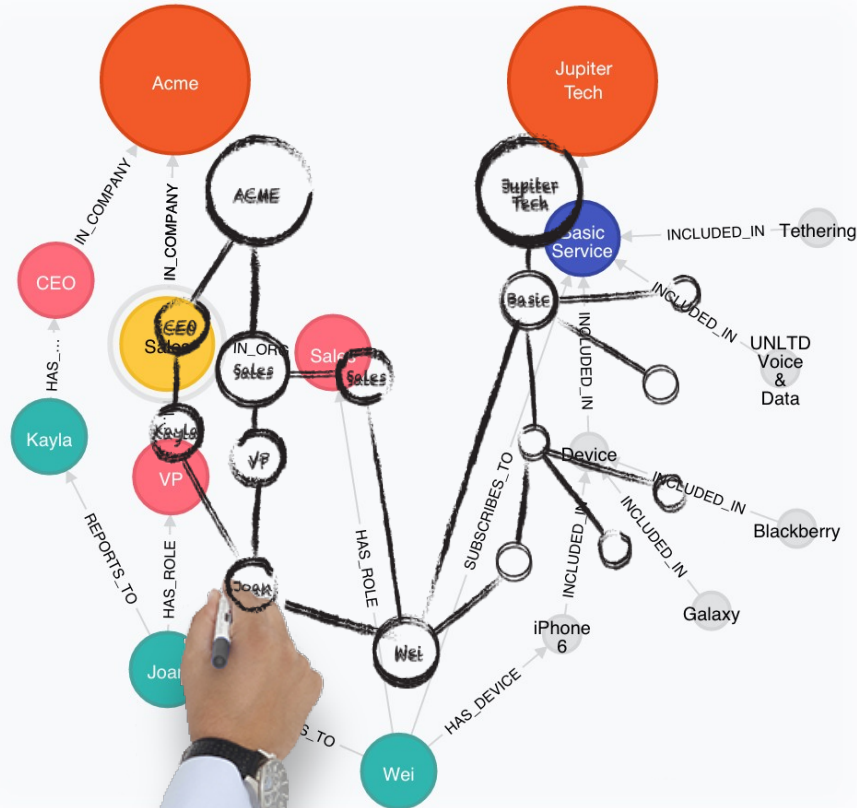 Acme
Jupiter
Tech
IN_COMPANY
IN_COMPANY
ACME
Jupiter
Tech
Basic
Service
INCLUDED_IN
Tethering
CEO
CEO
Sales
IN_ORG
Sales
Sales
Sales
Basic
INCLUDED_IN
INCLUDED_IN
UNLTD
Voice
&
Data
HAS_...
Kayla
Kayla
VP
VP
Device
INCLUDED_IN
Blackberry
SUBSCRIBES_TO
INCLUDED_IN
INCLUDED_IN
Galaxy
REPORTS_TO
HAS_ROLE
HAS_ROLE
Joan
iPhone
6
Wei
HAS_DEVICE
Joan
S_TO
Wei